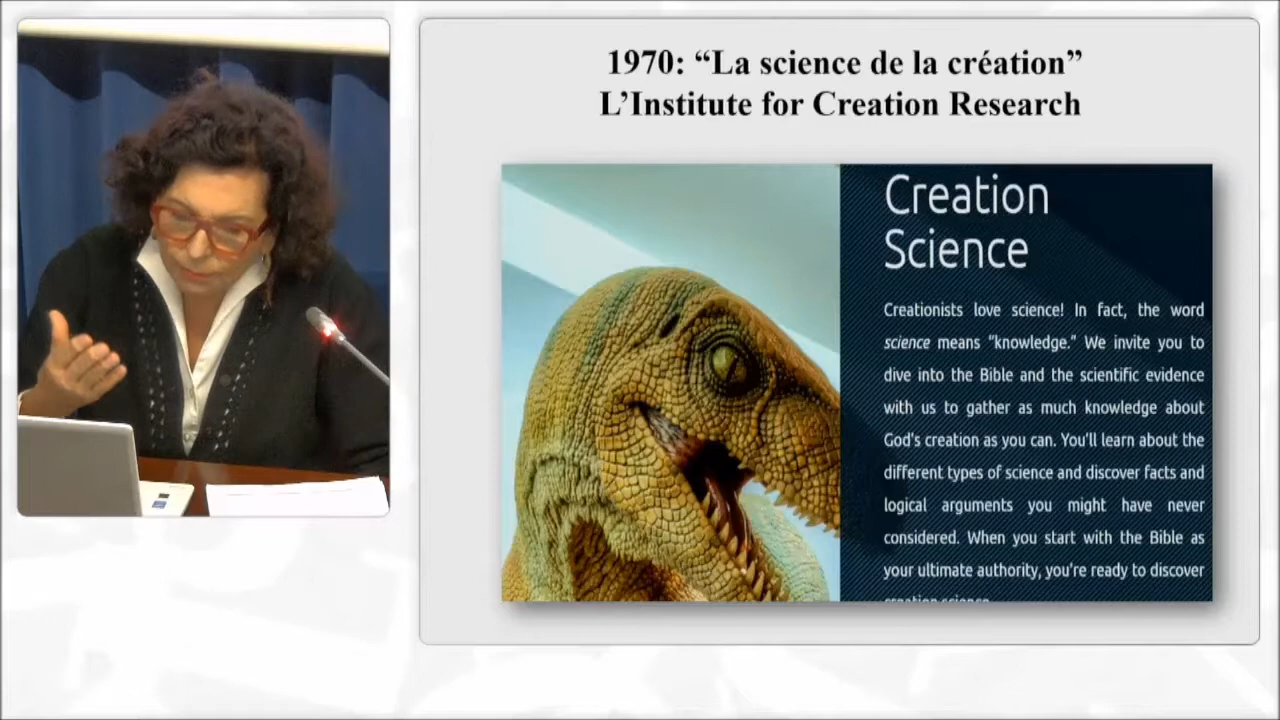 1970: “La science de la création”
L’Institute for Creation Research
Creation
Science
Creationists love science! In fact, the word
science means “knowledge.” We invite you to
dive into the Bible and the scientific evidence
with us to gather as much knowledge about
God's creation as you can. You'll learn about the
different types of science and discover facts and
logical arguments you might have never
considered. When you start with the Bible as
your ultimate authority, you're ready to discover
creation science.